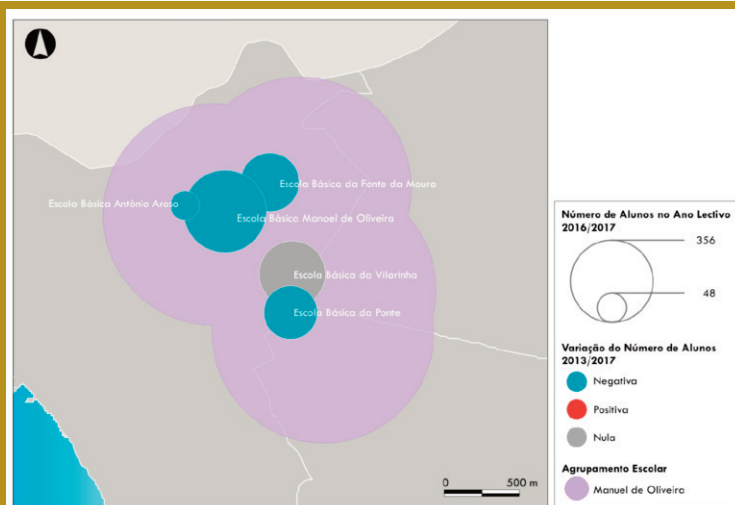 Escola Básica da Fonte da Moura
Escola Básica António Aroso
Escola Básica Manoel de Oliveira
Escola Básica da Vilarinha
Escola Básica da Ponte
0 500 m
Número de Alunos no Ano Lectivo
2016/2017
356
48
Variação do Número de Alunos
2013/2017
Negativa
Positiva
Nula
Agrupamento Escolar
Manuel de Oliveira